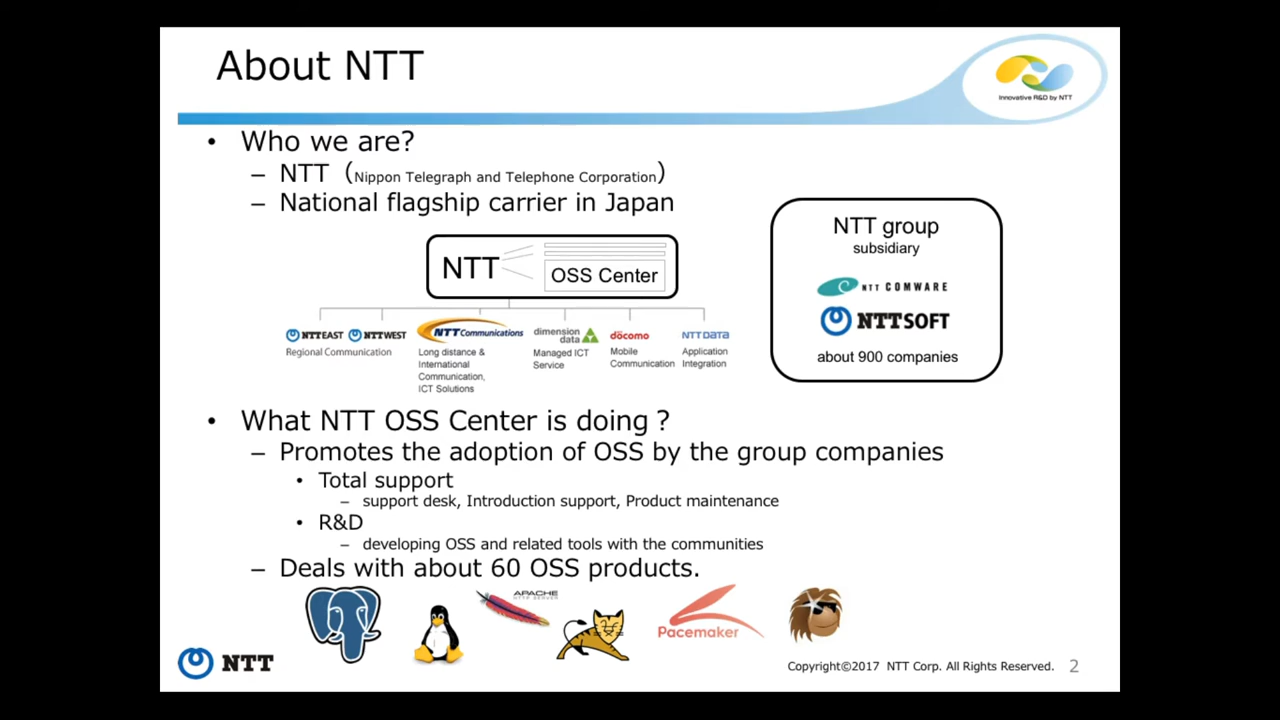 About NTT
Innovative R&D by NTT
• Who we are?
– NTT （Nippon Telegraph and Telephone Corporation）
– National flagship carrier in Japan
NTT
OSS Center
NTT EAST
NTT WEST
Regional Communication
NTT Communications
Long distance &
International
Communication,
ICT Solutions
dimension
data
Managed ICT
Service
döcomo
Mobile
Communication
NTT DATA
Application
Integration
NTT group
subsidiary
NTT COMWARE
NTTSOFT
about 900 companies
• What NTT OSS Center is doing ?
– Promotes the adoption of OSS by the group companies
• Total support
– support desk, Introduction support, Product maintenance
• R&D
– developing OSS and related tools with the communities
– Deals with about 60 OSS products.
APACHE
HTTP SERVER
Pacemaker
NTT
Copyright©2017 NTT Corp. All Rights Reserved.
2